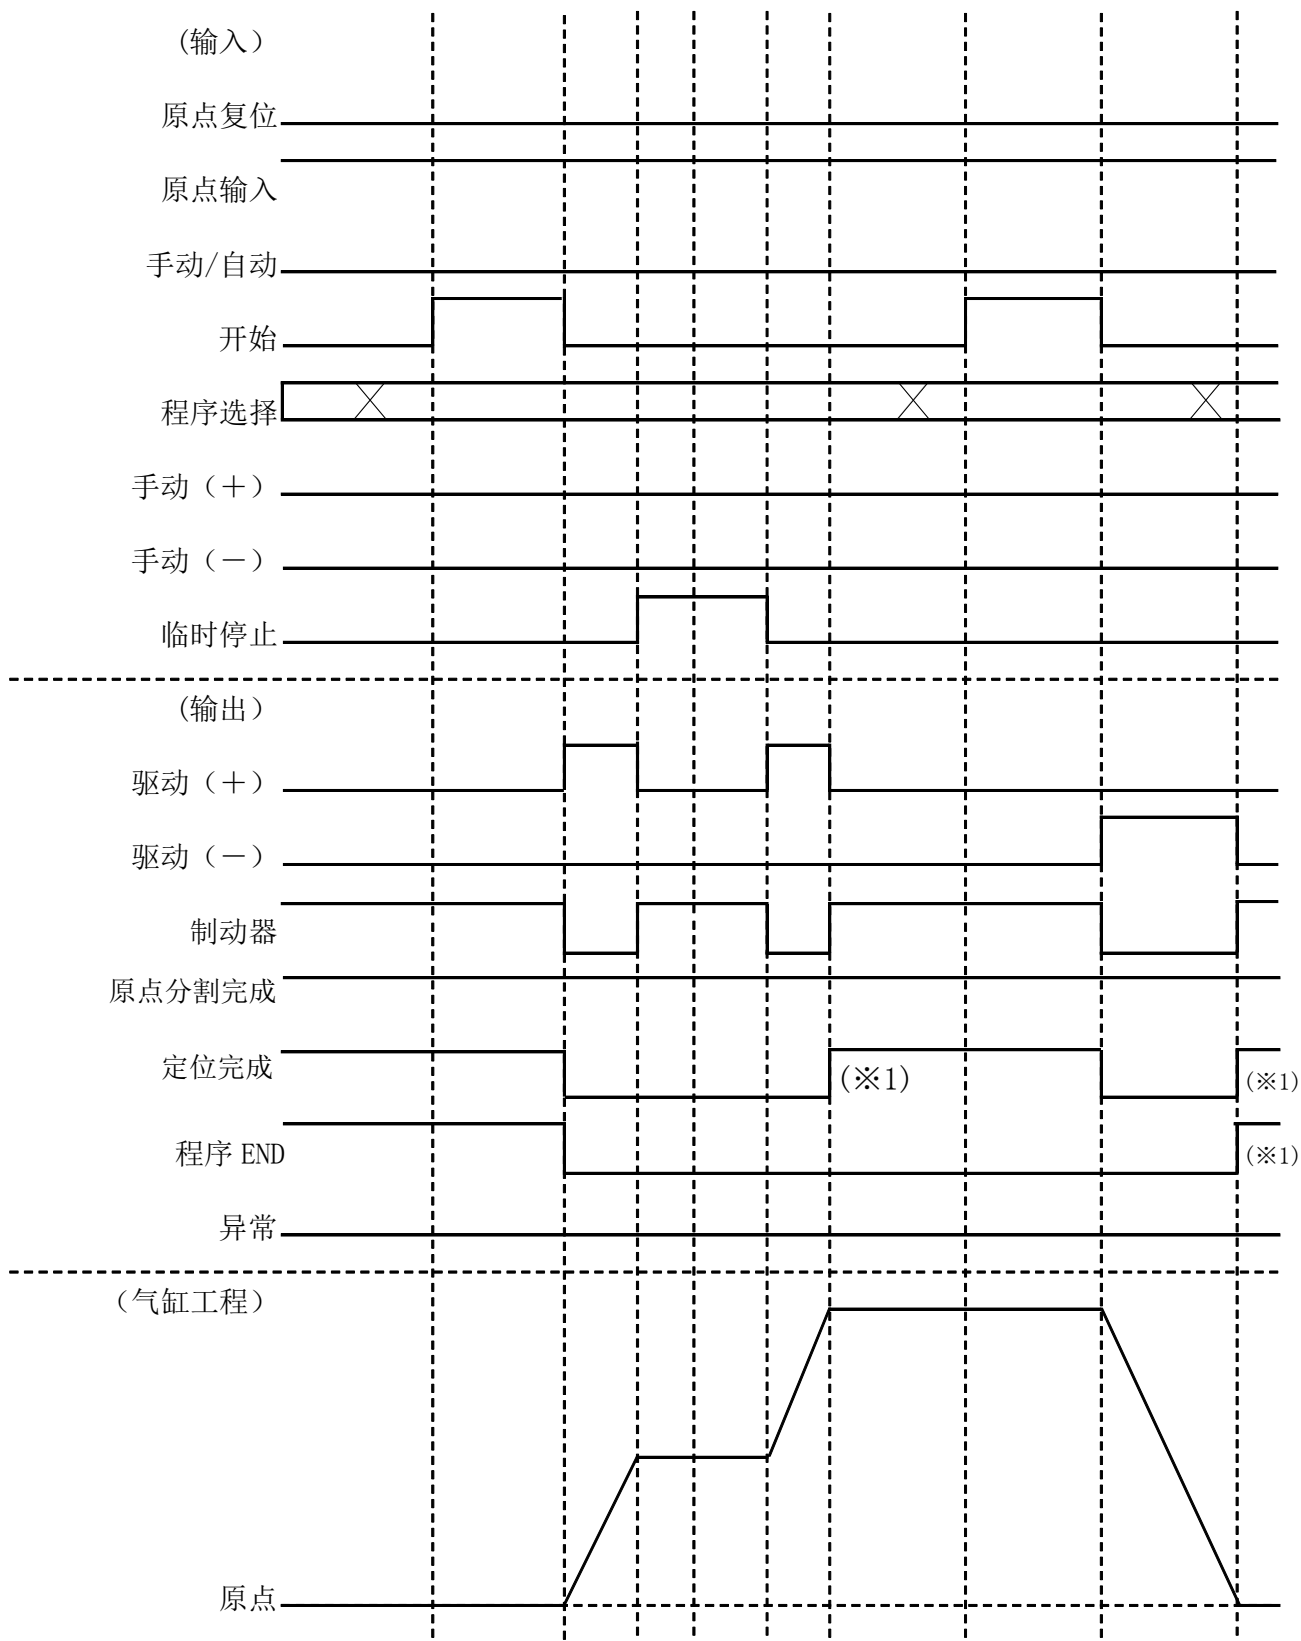 (输入）
原点复位
原点输入
手动/自动
开始
程序选择
手动（＋）
手动（－）
临时停止
(输出）
驱动（＋）
驱动（－）
制动器
原点分割完成
定位完成
(※1)
(※1)
程序 END
(※1)
异常
（气缸工程）
原点